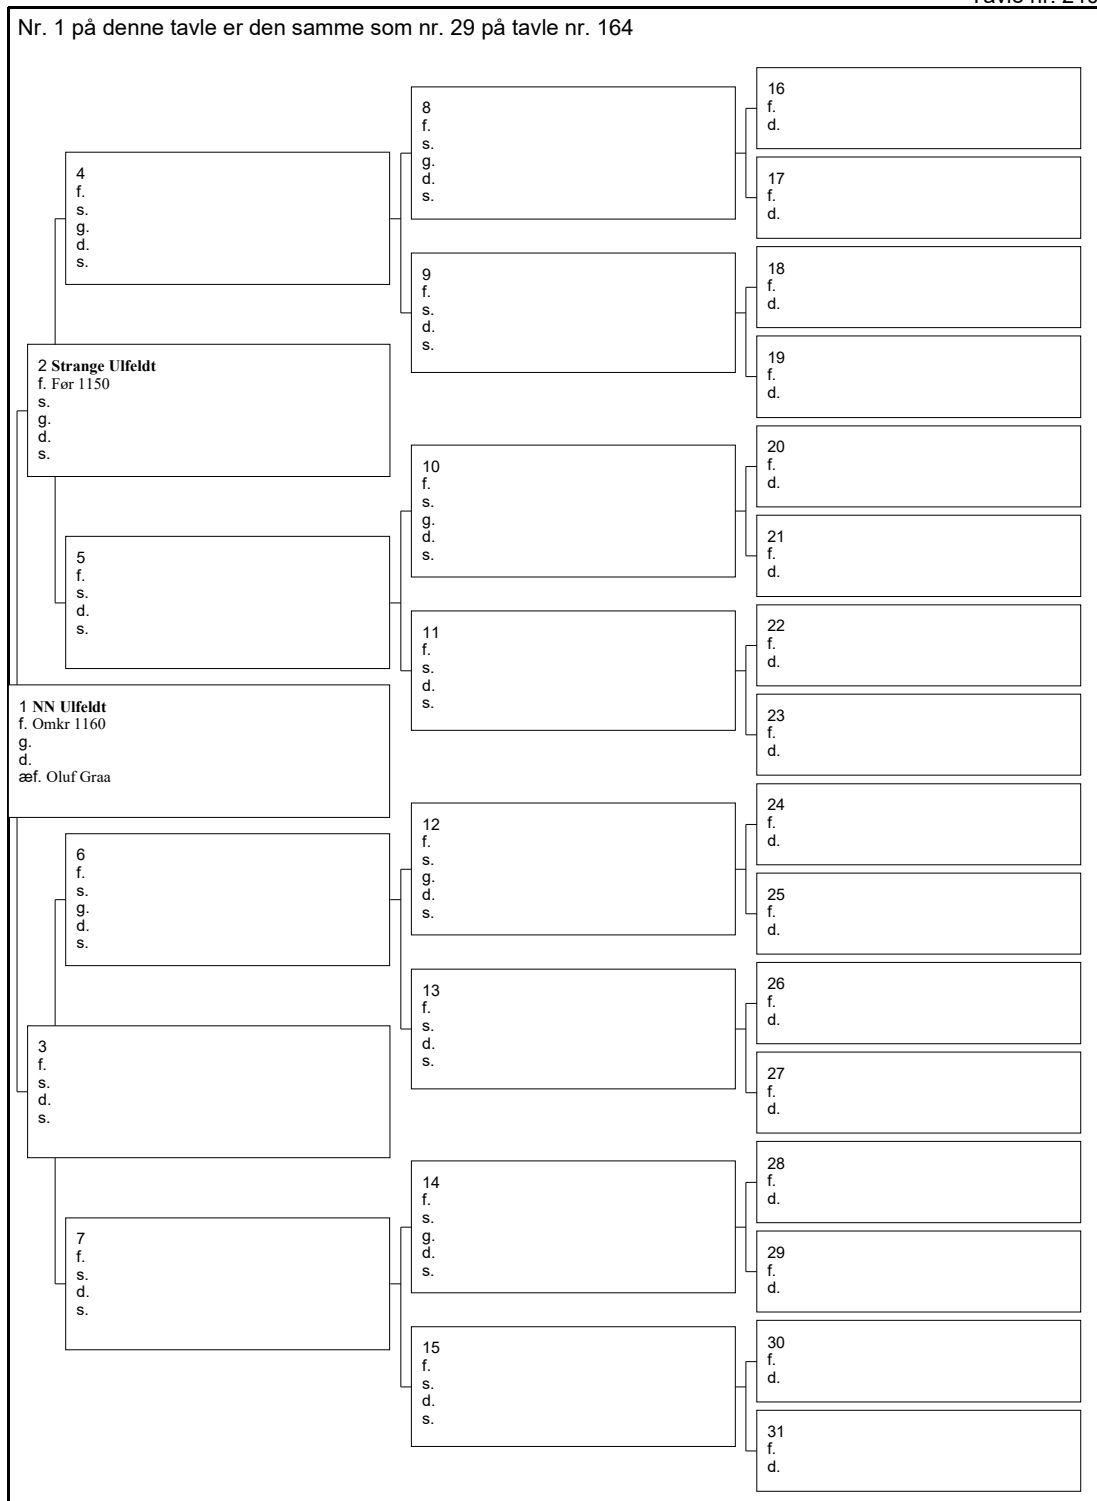 Nr. 1 på denne tavle er den samme som nr. 29 på tavle nr. 164
16
f.
d.
8
f.
s.
g.
d.
s.
17
f.
d.
4
f.
s.
g.
d.
s.
18
f.
d.
9
f.
s.
d.
s.
19
f.
d.
2 Strange Ulfeldt
f. Før 1150
s.
g.
d.
s.
20
f.
d.
10
f.
s.
g.
d.
s.
21
f.
d.
5
f.
s.
d.
s.
22
f.
d.
11
f.
s.
d.
s.
23
f.
d.
1 NN Ulfeldt
f. Omkr 1160
g.
d.
æf. Oluf Graa
24
f.
d.
12
f.
s.
g.
d.
s.
25
f.
d.
6
f.
s.
g.
d.
s.
26
f.
d.
13
f.
s.
d.
s.
27
f.
d.
3
f.
s.
d.
s.
28
f.
d.
14
f.
s.
g.
d.
s.
29
f.
d.
7
f.
s.
d.
s.
30
f.
d.
15
f.
s.
d.
s.
31
f.
d.